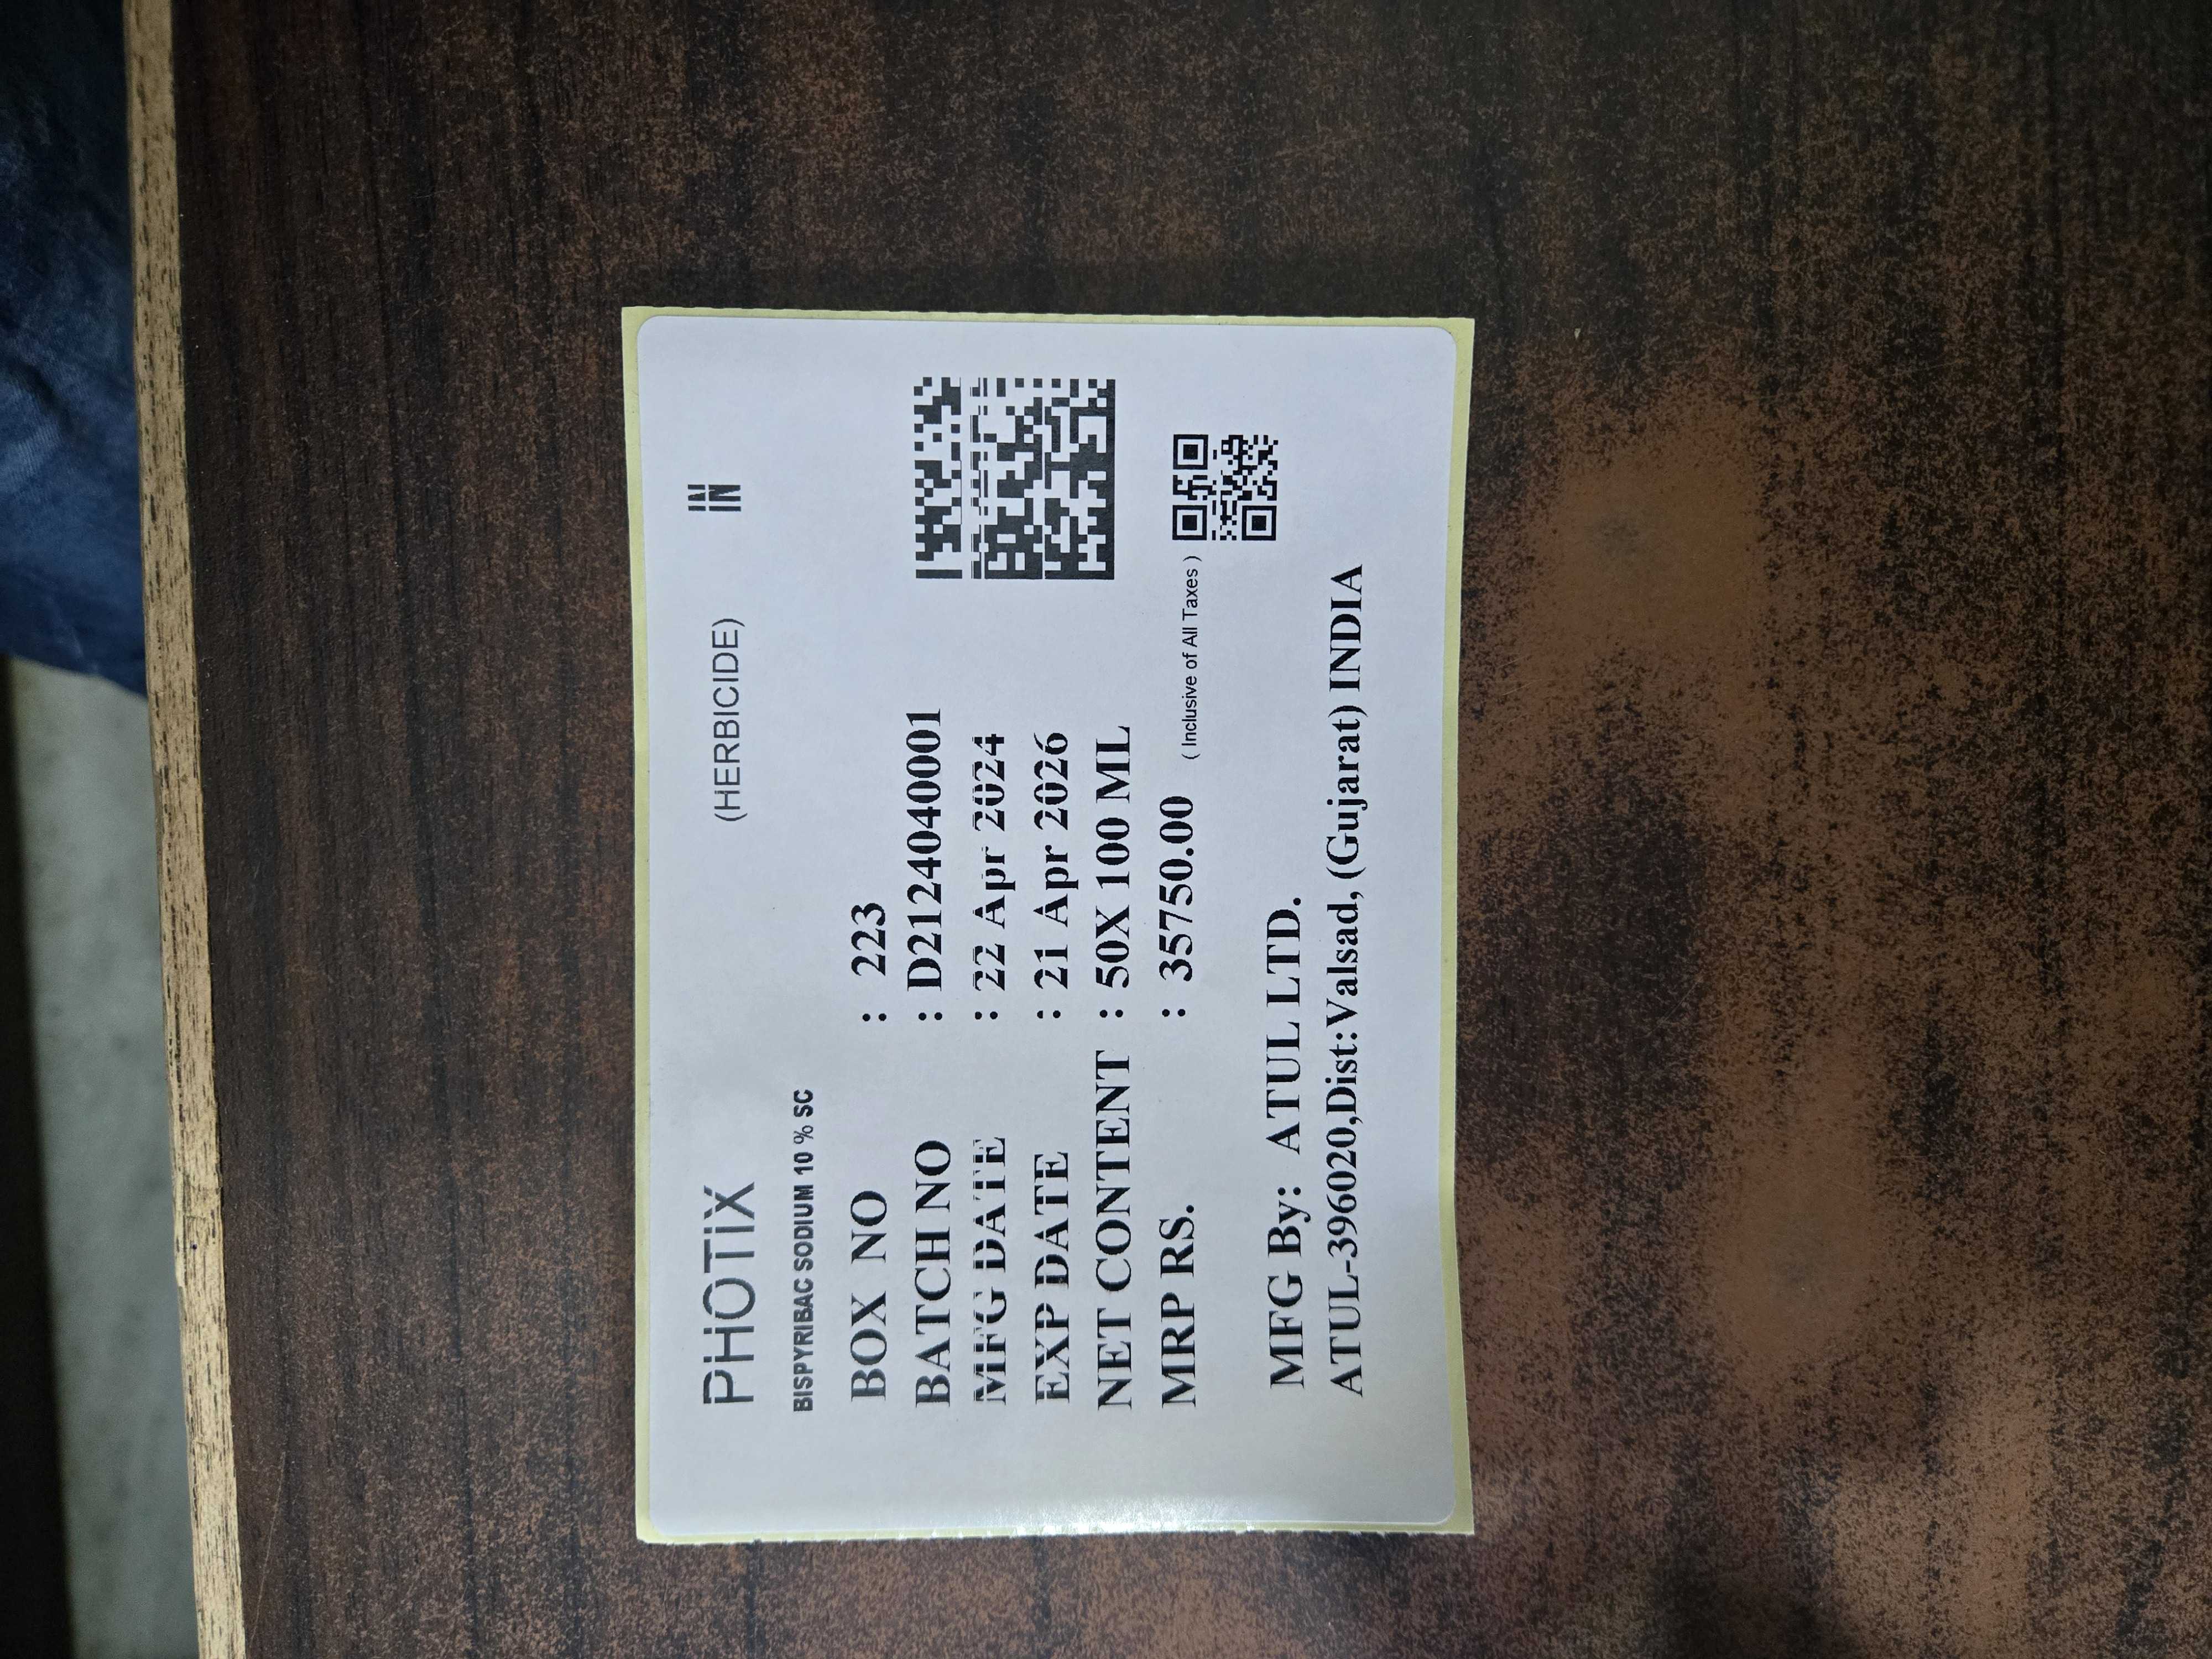 PHOTIX (HERBICIDE) IN
BISPYRIBAC SODIUM 10 % SC
BOX NO : 223
BATCH NO : D2124040001
MFG DATE : 22 Apr 2024
EXP DATE : 21 Apr 2026
NET CONTENT : 50X 100 ML
MRP RS. : 35750.00 ( Inclusive of All Taxes )
MFG By: ATUL LTD.
ATUL-396020,Dist:Valsad, (Gujarat) INDIA